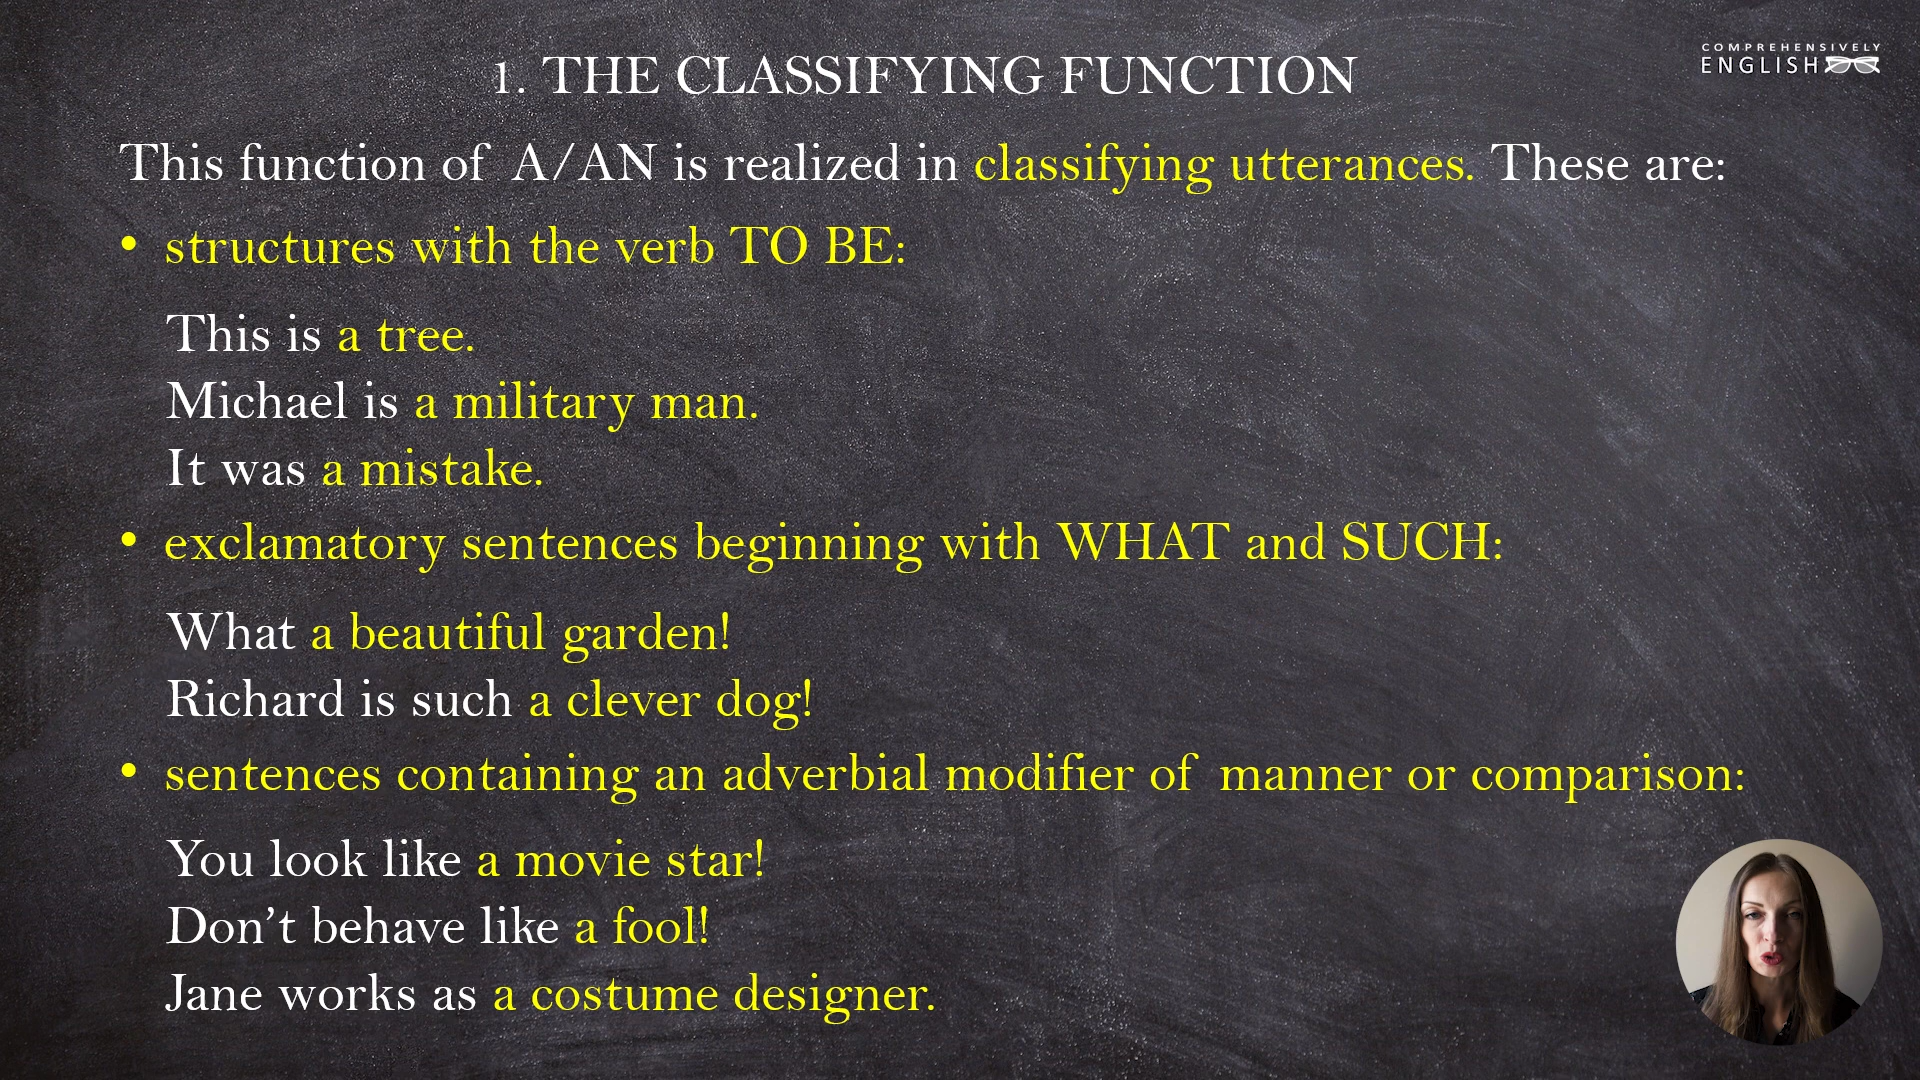 1. THE CLASSIFYING FUNCTION
COMPREHENSIVELY
ENGLISH
This function of A/AN is realized in classifying utterances. These are:
• structures with the verb TO BE:
This is a tree.
Michael is a military man.
It was a mistake.
• exclamatory sentences beginning with WHAT and SUCH:
What a beautiful garden!
Richard is such a clever dog!
• sentences containing an adverbial modifier of manner or comparison:
You look like a movie star!
Don’t behave like a fool!
Jane works as a costume designer.